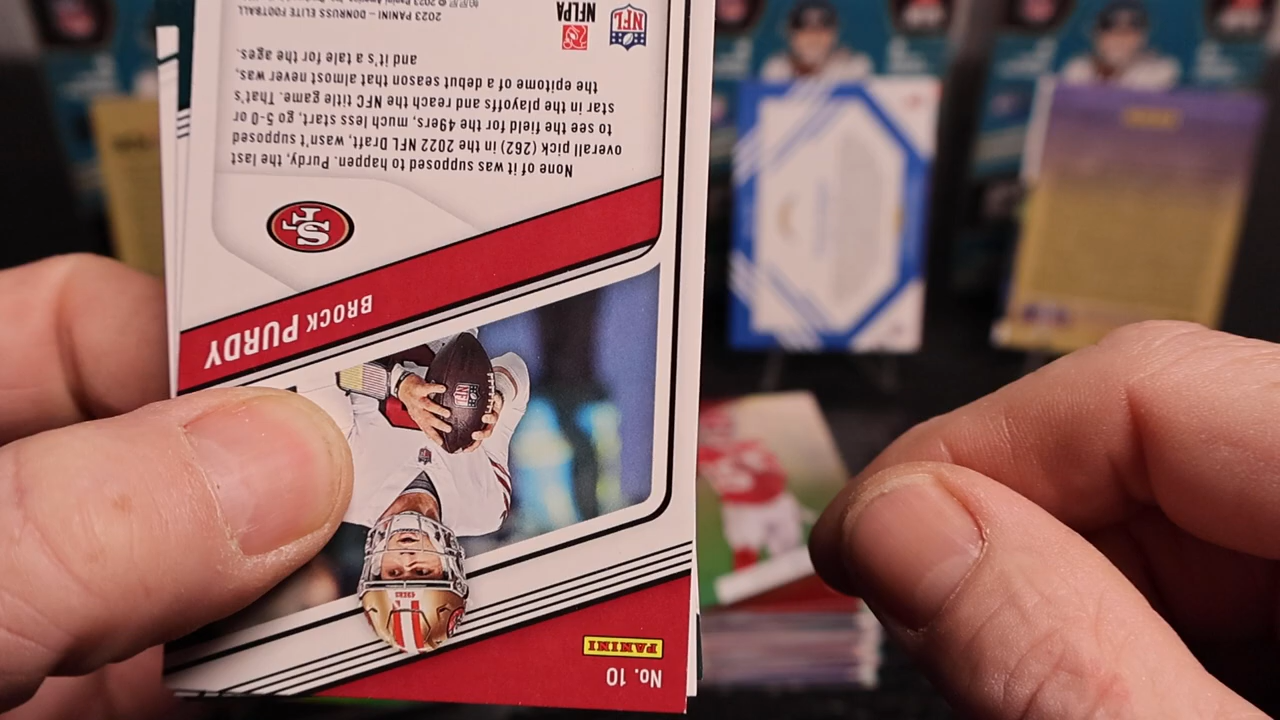 No. 10
PANINI
BROCK PURDY
None of it was supposed to happen. Purdy, the last
overall pick (262) in the 2022 NFL Draft, wasn't supposed
to see the field for the 49ers, much less start, go 5-0 or
star in the playoffs and reach the NFC title game. That's
the epitome of a debut season that almost never was,
and it's a tale for the ages.
NFL
NFLPA
2023 PANINI – DONRUSS ELITE FOOTBALL